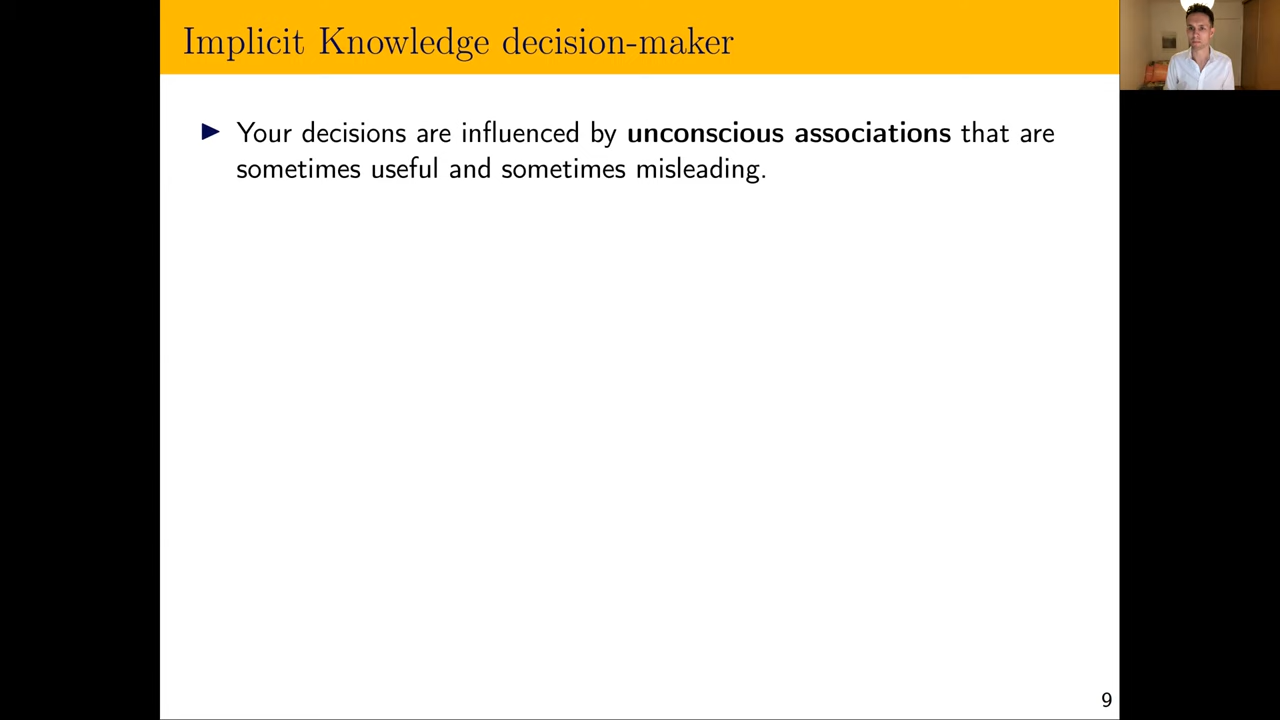 Implicit Knowledge decision-maker
▶ Your decisions are influenced by unconscious associations that are
sometimes useful and sometimes misleading.
9